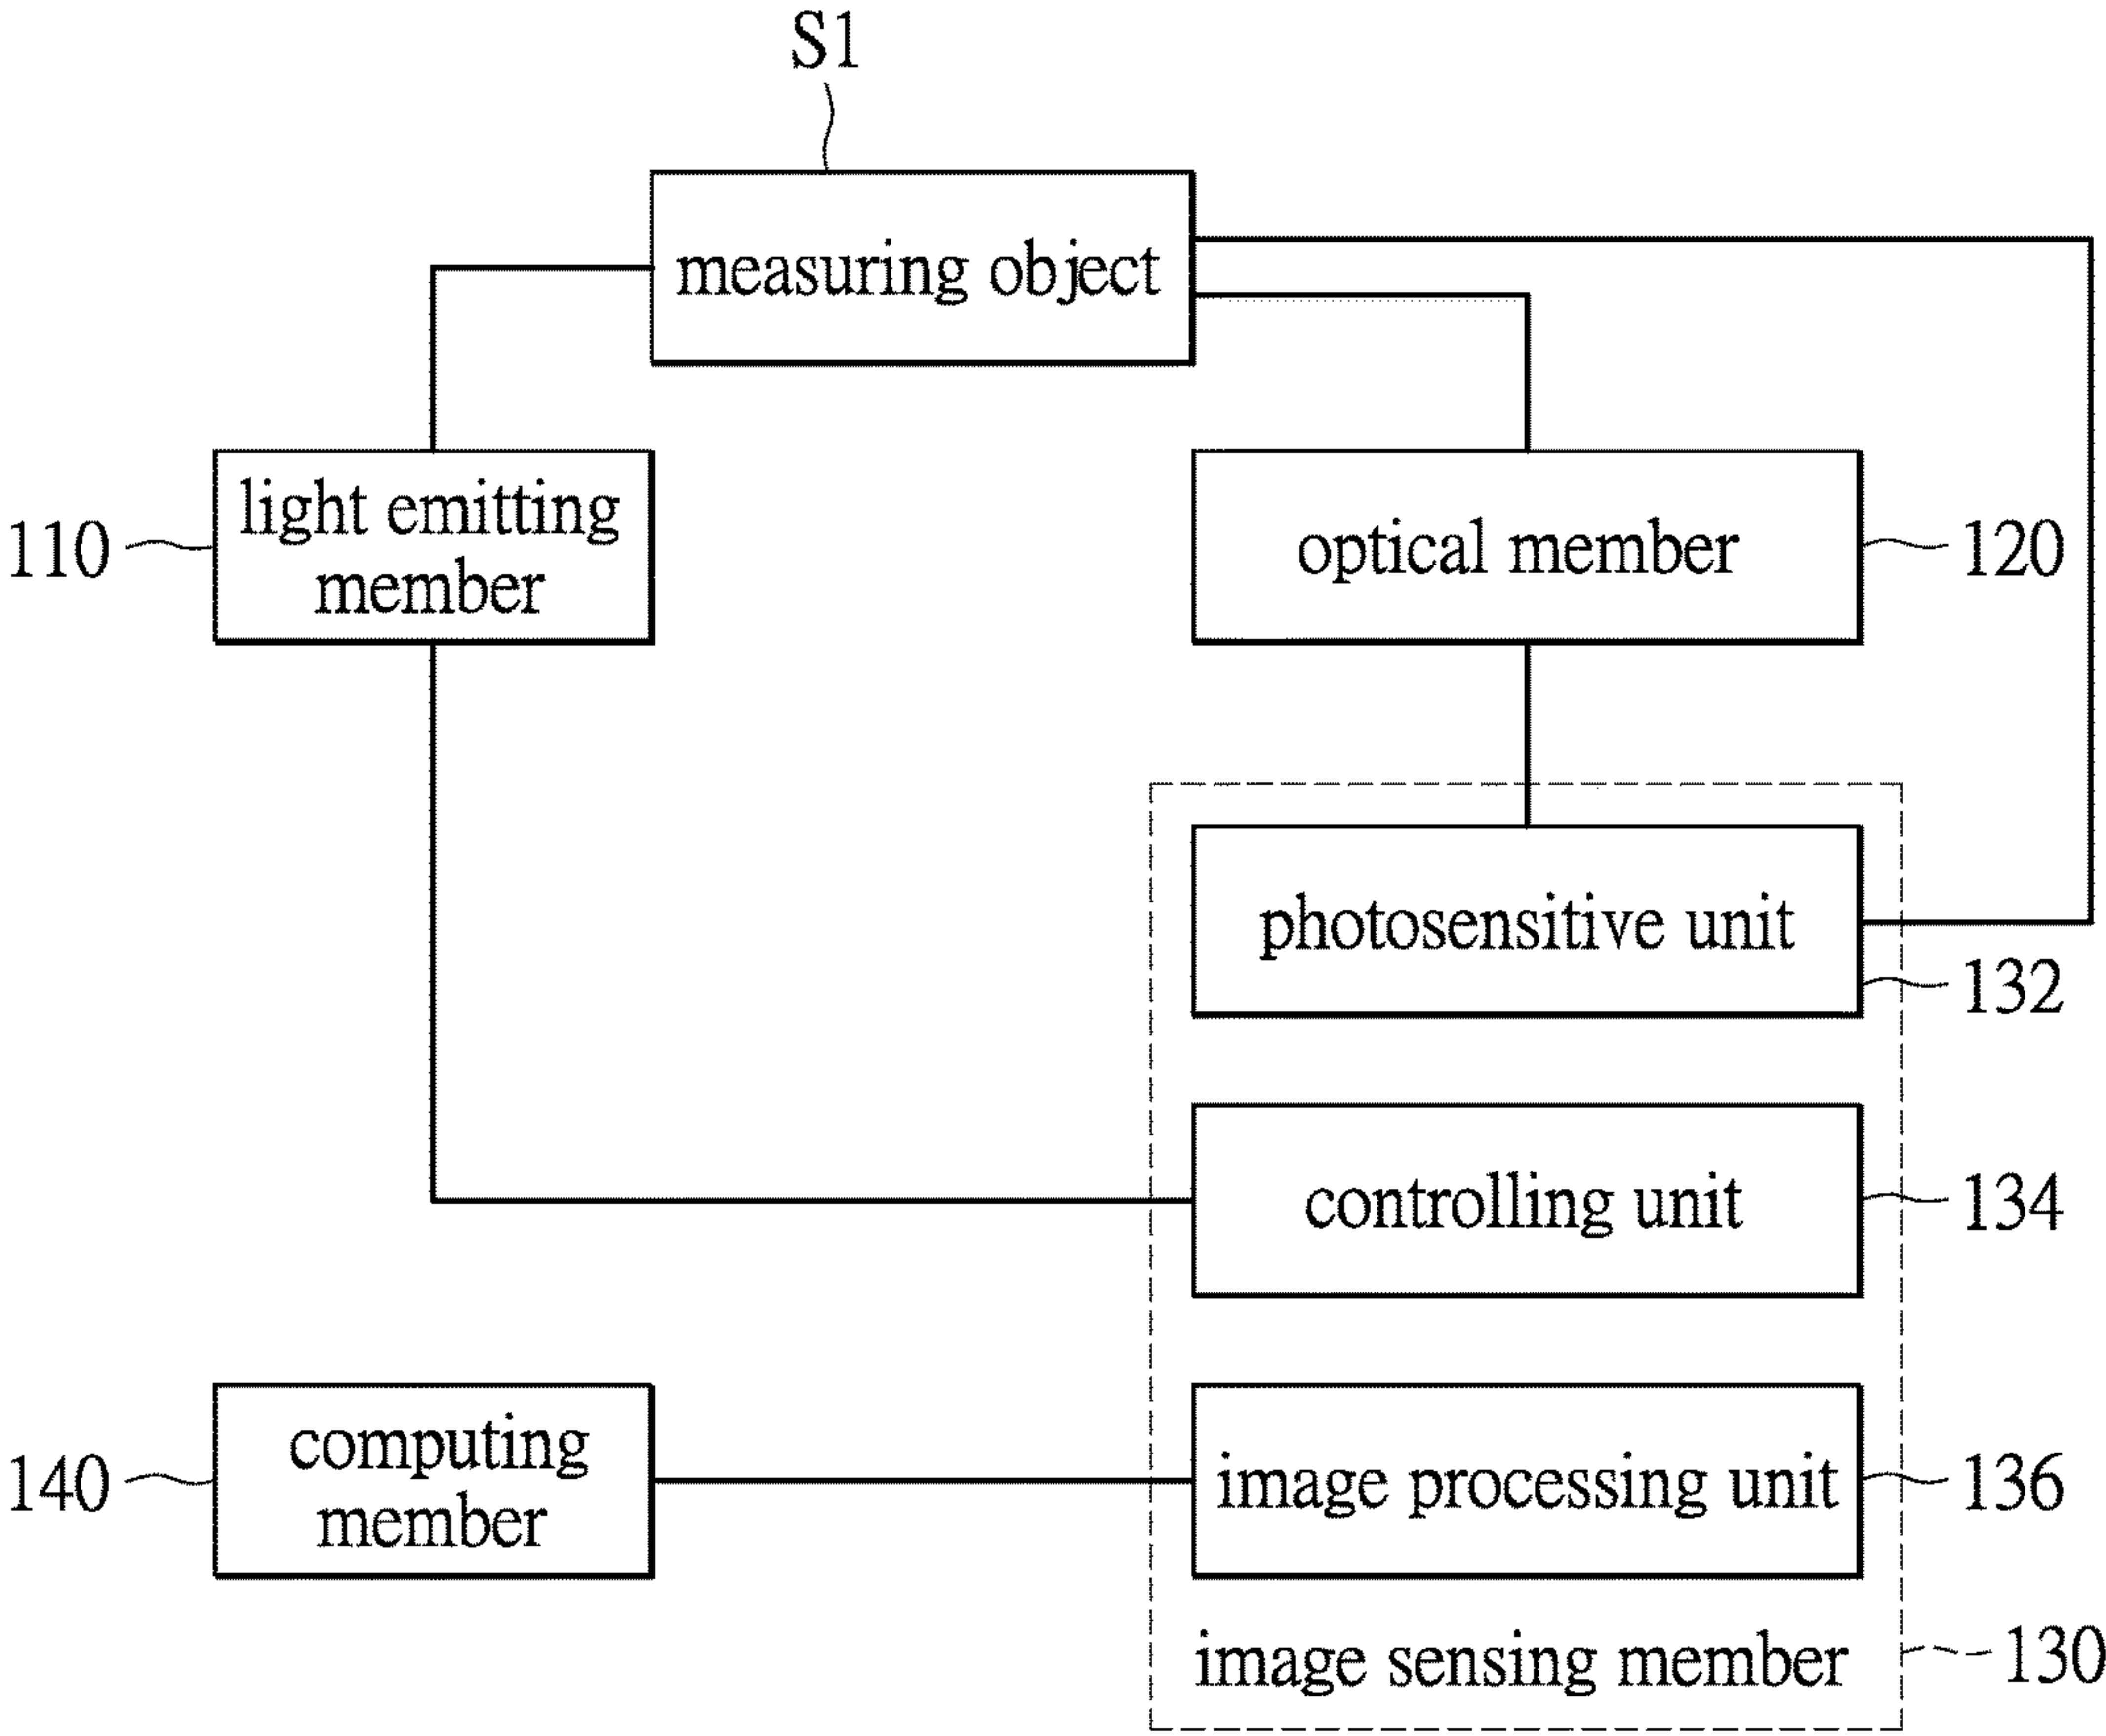 S1
measuring object
light emitting
member
110
optical member
120
photosensitive unit
132
controlling unit
134
computing
member
140
image processing unit
136
image sensing member
130